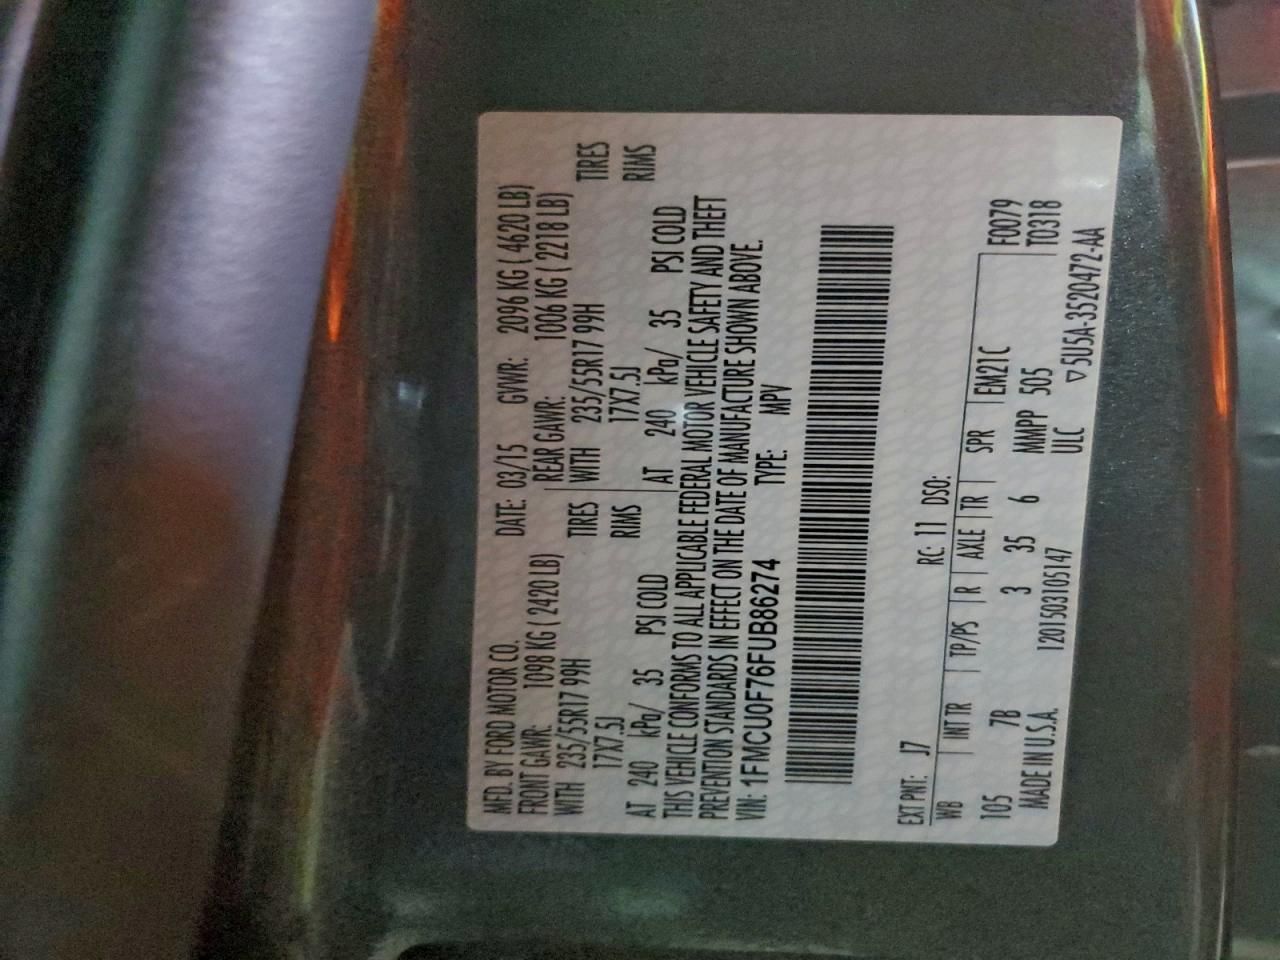 MFD. BY FORD MOTOR CO.
DATE: 03/15 GVWR: 2096 KG ( 4620 LB)
FRONT GAWR: 1098 KG ( 2420 LB)
REAR GAWR: 1006 KG ( 2218 LB)
WITH 235/55R17 99H TIRES
WITH 235/55R17 99H TIRES
17X7.5J RIMS
17X7.5J RIMS
AT 240 kPa/ 35 PSI COLD
AT 240 kPa/ 35 PSI COLD
THIS VEHICLE CONFORMS TO ALL APPLICABLE FEDERAL MOTOR VEHICLE SAFETY AND THEFT
PREVENTION STANDARDS IN EFFECT ON THE DATE OF MANUFACTURE SHOWN ABOVE.
VIN: 1FMCU0F76FUB86274 TYPE: MPV
EXT PNT: J7 RC: 11 DSO:
WB INT TR TP/PS R AXLE TR SPR EM21C F0079
105 7B 3 35 6 MMPP 505 T0318
MADE IN U.S.A. 1201503105147 ULC ▽5U5A-3520472-AA